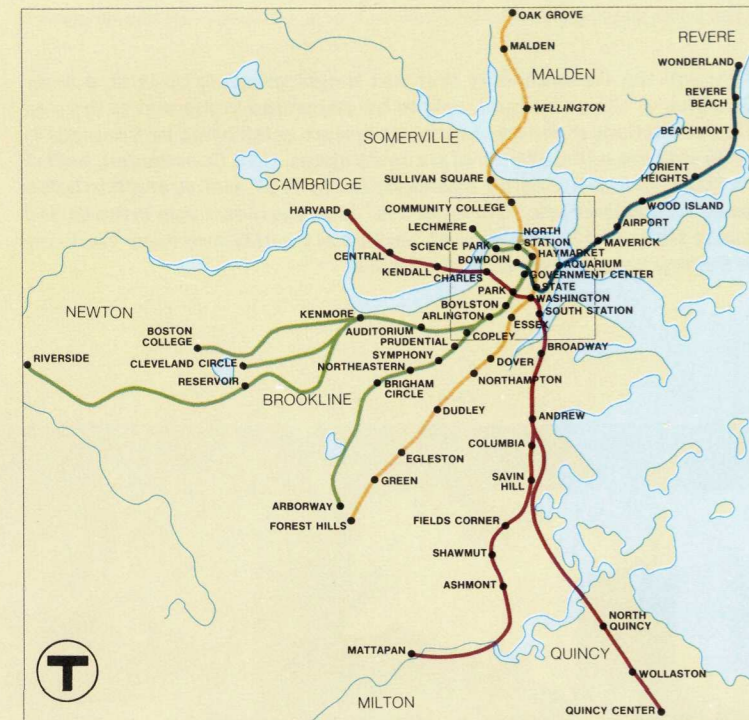 OAK GROVE
REVERE
MALDEN
WONDERLAND
MALDEN
REVERE
BEACH
WELLINGTON
BEACHMONT
SOMERVILLE
ORIENT
HEIGHTS
SULLIVAN SQUARE
CAMBRIDGE
COMMUNITY COLLEGE
WOOD ISLAND
HARVARD
LECHMERE
AIRPORT
NORTH
STATION
MAVERICK
SCIENCE PARK
HAYMARKET
CENTRAL
BOWDOIN
AQUARIUM
KENDALL
GOVERNMENT CENTER
CHARLES
STATE
PARK
WASHINGTON
BOYLSTON
SOUTH STATION
NEWTON
KENMORE
ARLINGTON
ESSEX
BOSTON
COLLEGE
AUDITORIUM
COPLEY
PRUDENTIAL
BROADWAY
RIVERSIDE
SYMPHONY
CLEVELAND CIRCLE
DOVER
NORTHEASTERN
RESERVOIR
NORTHAMPTON
BRIGHAM
CIRCLE
BROOKLINE
DUDLEY
ANDREW
COLUMBIA
EGLESTON
SAVIN
HILL
GREEN
ARBORWAY
FOREST HILLS
FIELDS CORNER
SHAWMUT
ASHMONT
NORTH
QUINCY
MATTAPAN
QUINCY
T
WOLLASTON
MILTON
QUINCY CENTER